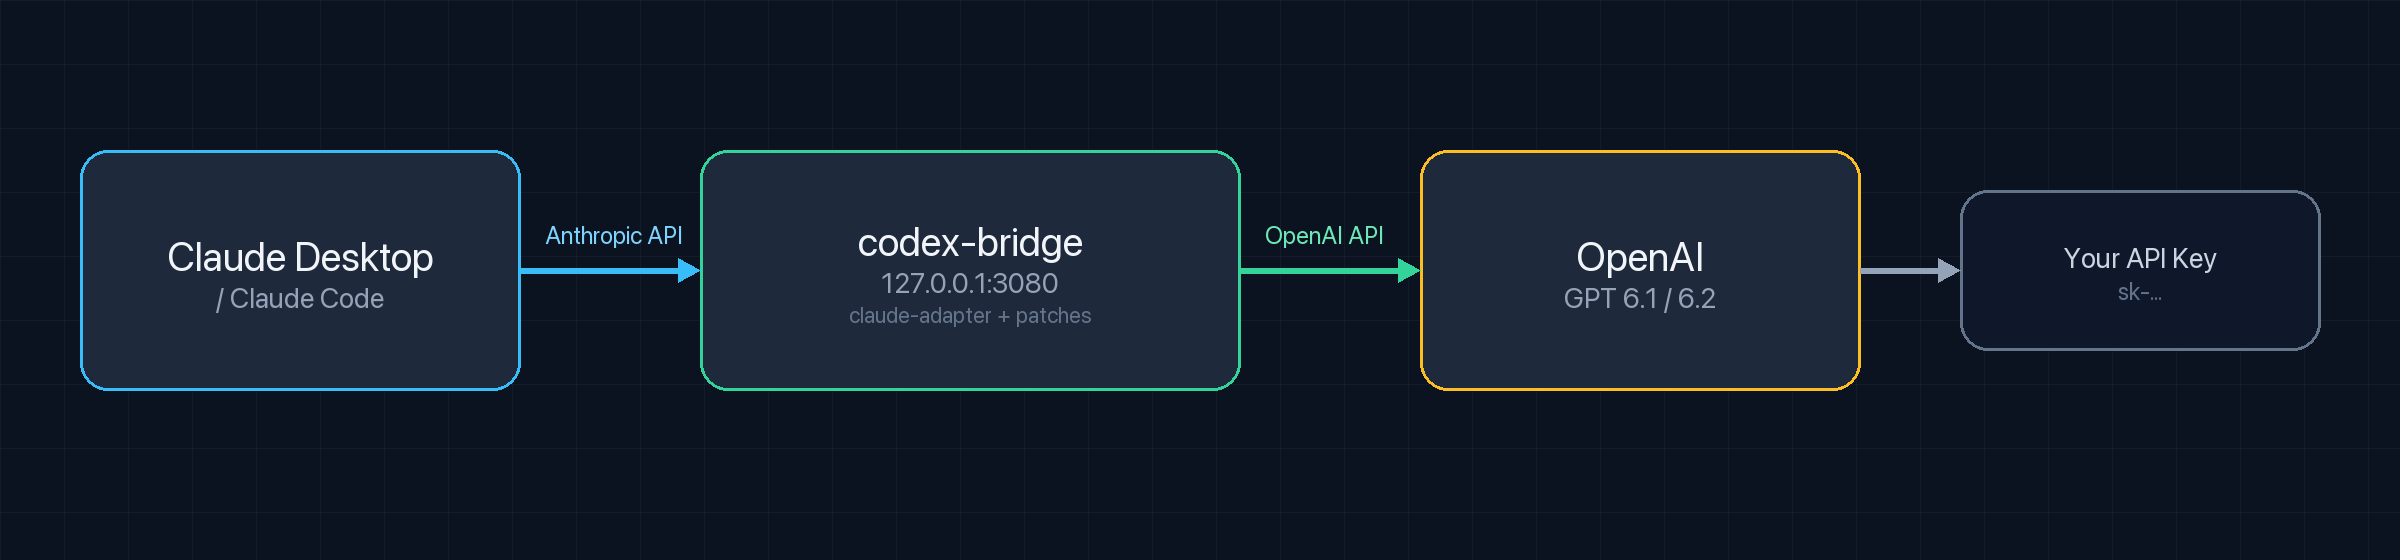 Claude Desktop
/ Claude Code
Anthropic API
codex-bridge
127.0.0.1:3080
claude-adapter + patches
OpenAI API
OpenAI
GPT 6.1 / 6.2
Your API Key
sk-...